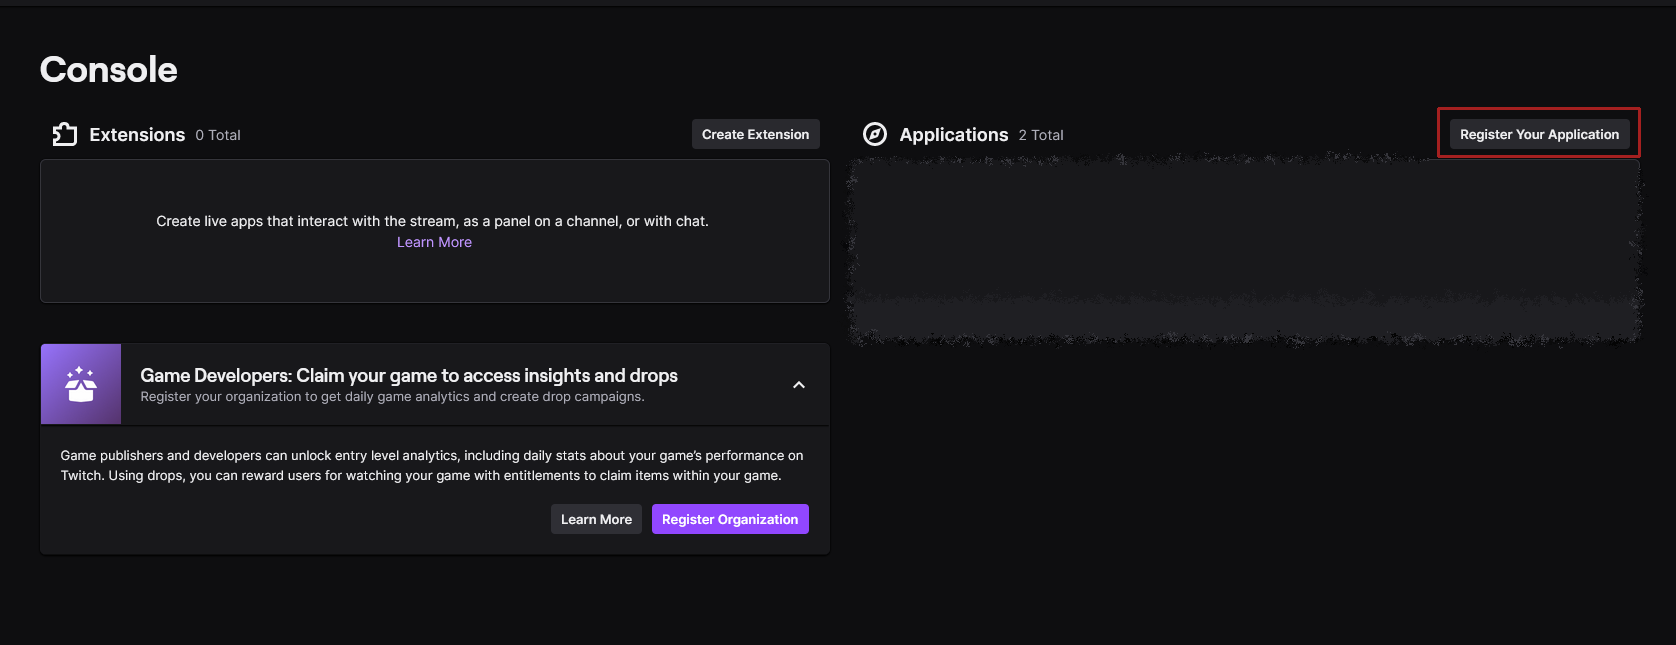 Console
Extensions 0 Total
Create Extension
Create live apps that interact with the stream, as a panel on a channel, or with chat.
Learn More
Game Developers: Claim your game to access insights and drops
Register your organization to get daily game analytics and create drop campaigns.
Game publishers and developers can unlock entry level analytics, including daily stats about your game's performance on
Twitch. Using drops, you can reward users for watching your game with entitlements to claim items within your game.
Learn More
Register Organization
Applications 2 Total
Register Your Application